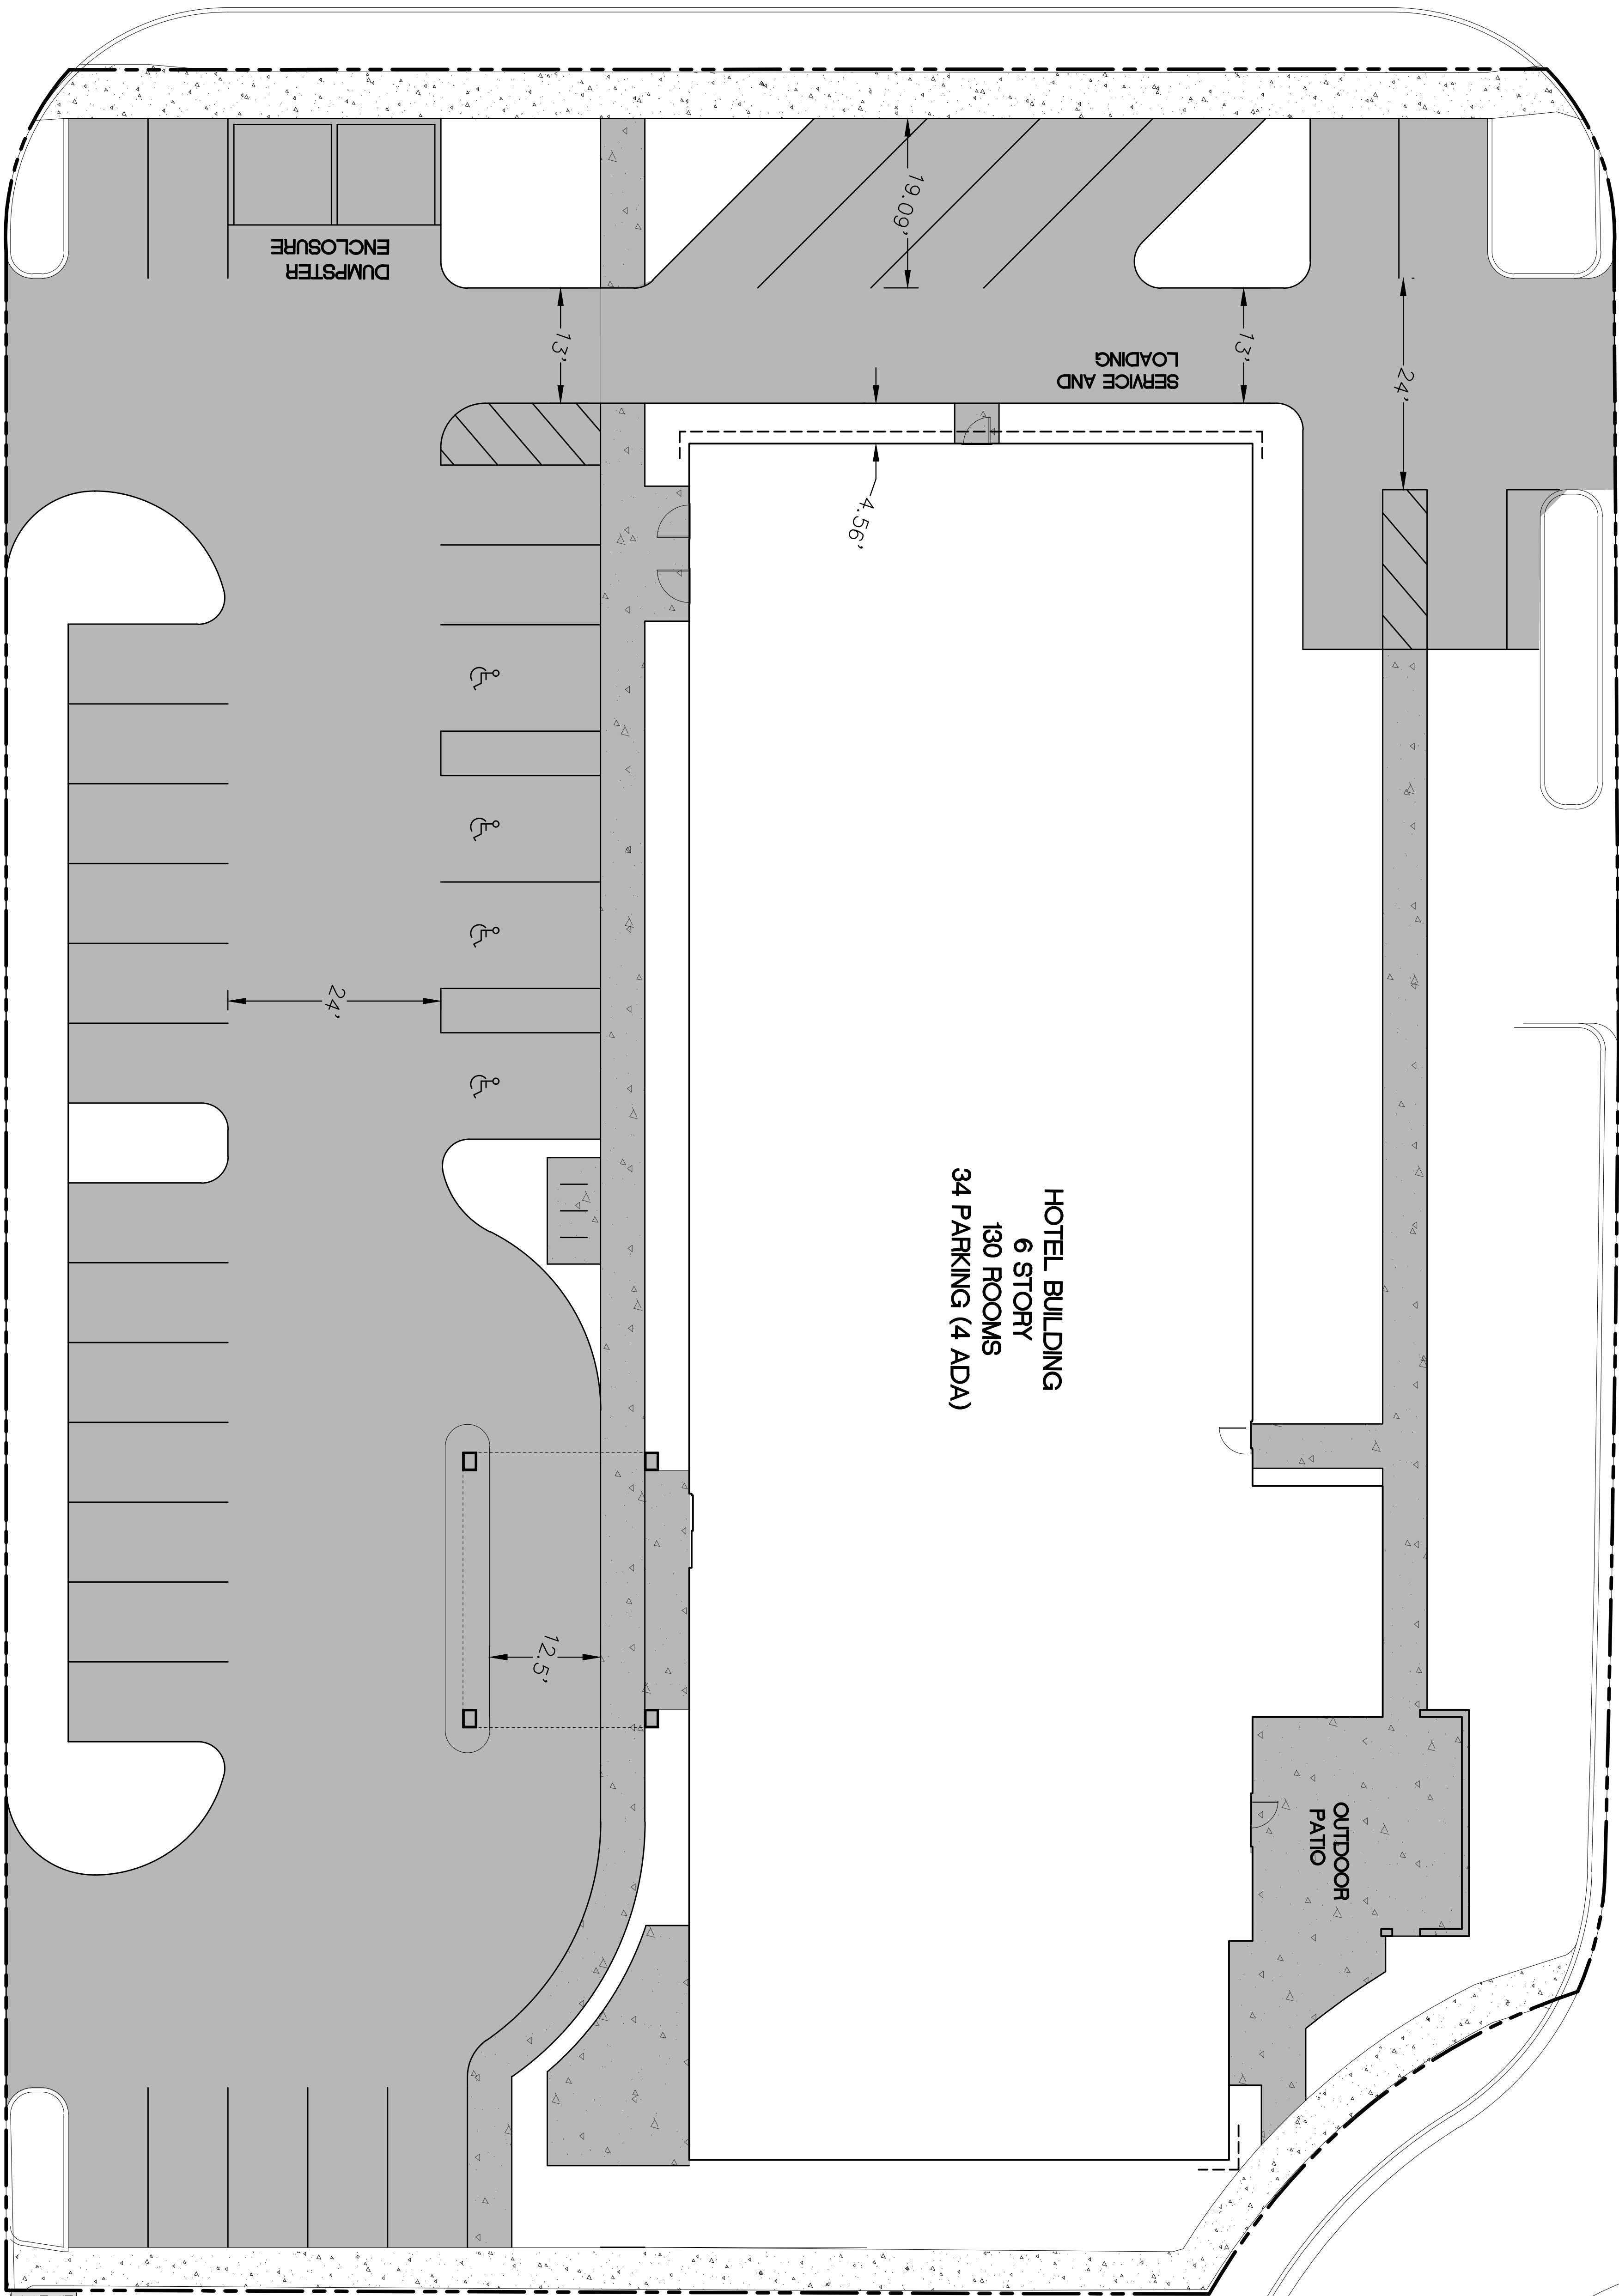 DUMPSTER
ENCLOSURE
19.09'
13'
SERVICE AND
LOADING
13'
24'
4.56'
24'
HOTEL BUILDING
6 STORY
130 ROOMS
34 PARKING (4 ADA)
12.5'
OUTDOOR
PATIO